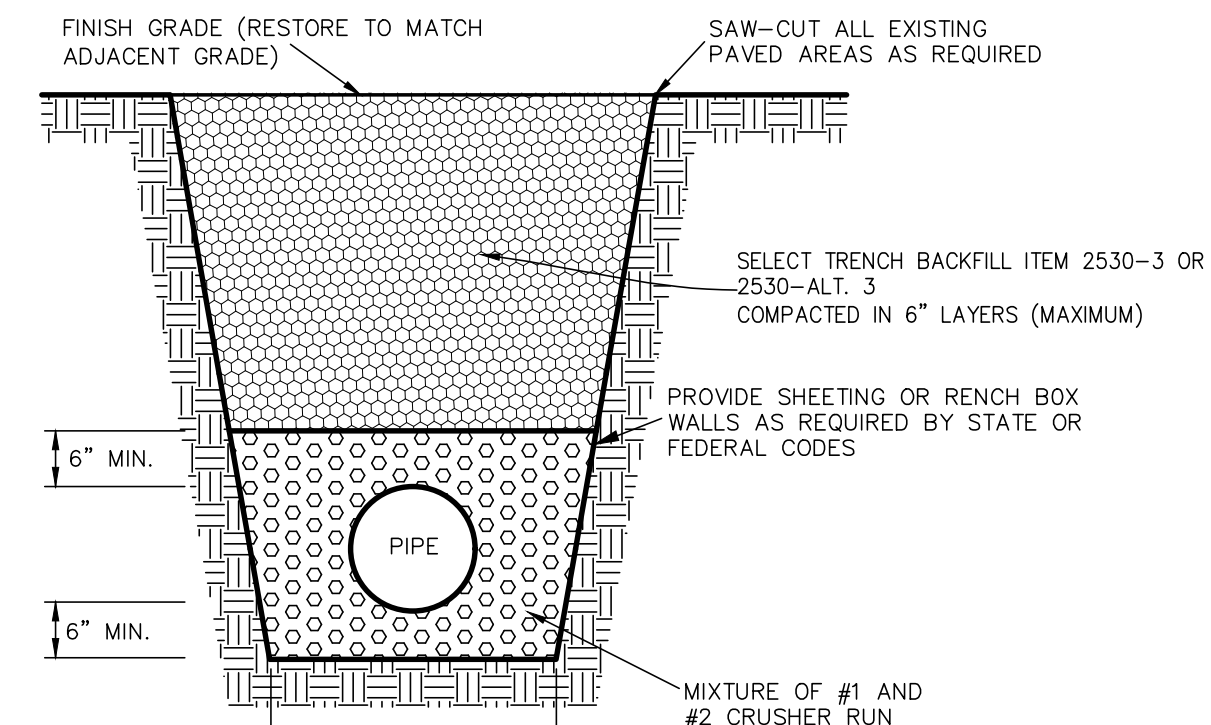 FINISH GRADE (RESTORE TO MATCH
ADJACENT GRADE)
SAW-CUT ALL EXISTING
PAVED AREAS AS REQUIRED
SELECT TRENCH BACKFILL ITEM 2530-3 OR
2530-ALT. 3
COMPACTED IN 6" LAYERS (MAXIMUM)
PROVIDE SHEETING OR RENCH BOX
WALLS AS REQUIRED BY STATE OR
FEDERAL CODES
6" MIN.
PIPE
6" MIN.
MIXTURE OF #1 AND
#2 CRUSHER RUN